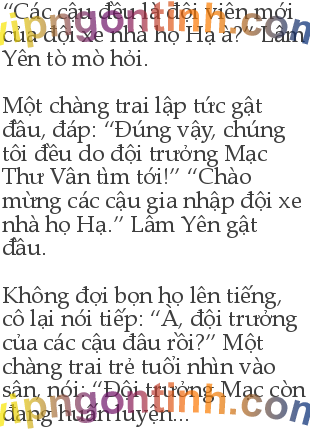 “Các cậu đều là đội viên mới
của đội xe nhà họ Hạ à?” Lâm
Yên tò mò hỏi.
Một chàng trai lập tức gật
đầu, đáp: “Đúng vậy, chúng
tôi đều do đội trưởng Mạc
Thư Vân tìm tới!” “Chào
mừng các cậu gia nhập đội xe
nhà họ Hạ.” Lâm Yên gật
đầu.
Không đợi bọn họ lên tiếng,
cô lại nói tiếp: “À, đội trưởng
của các cậu đâu rồi?” Một
chàng trai trẻ tuổi nhìn vào
sân, nói: “Đội trưởng Mạc còn
đang huấn luyện...
vipngontinh.com
vipngontinh.com